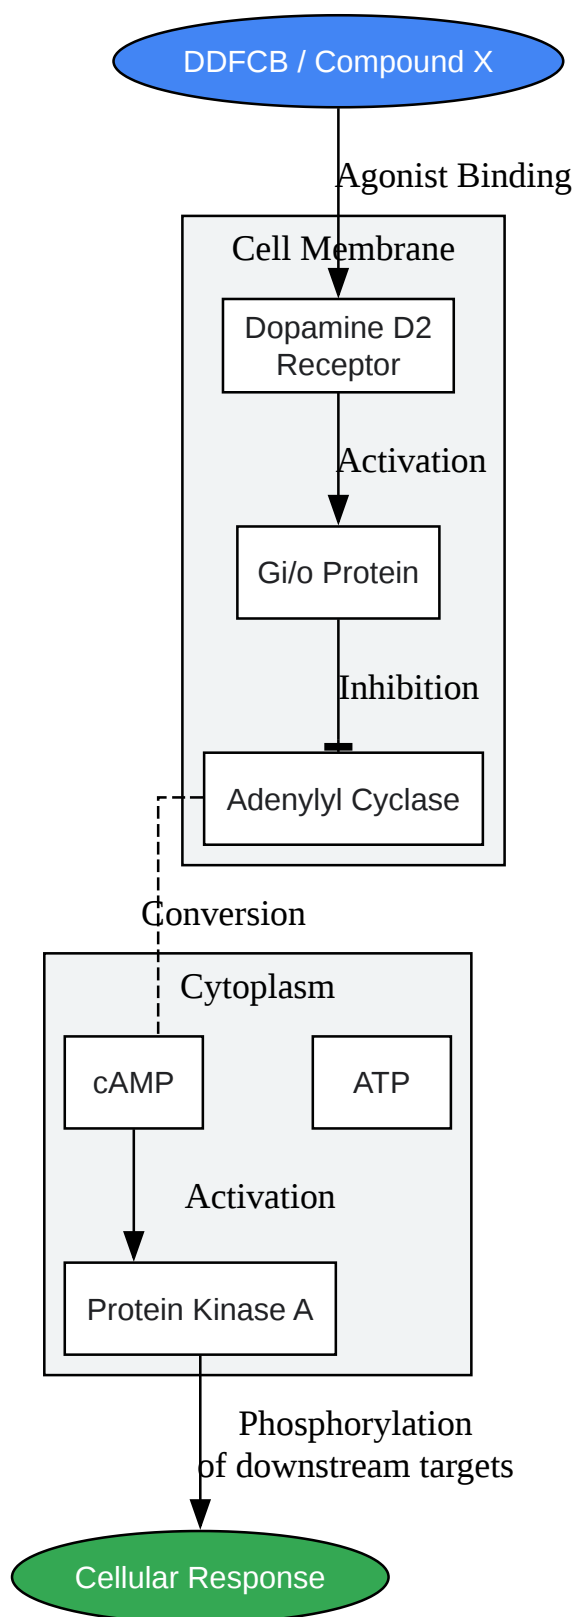 DDFCB / Compound X
Agonist Binding
Cell Membrane
Dopamine D2
Receptor
Activation
Gi/o Protein
Inhibition
Adenylyl Cyclase
Conversion
Cytoplasm
cAMP
ATP
Activation
Protein Kinase A
Phosphorylation
of downstream targets
Cellular Response